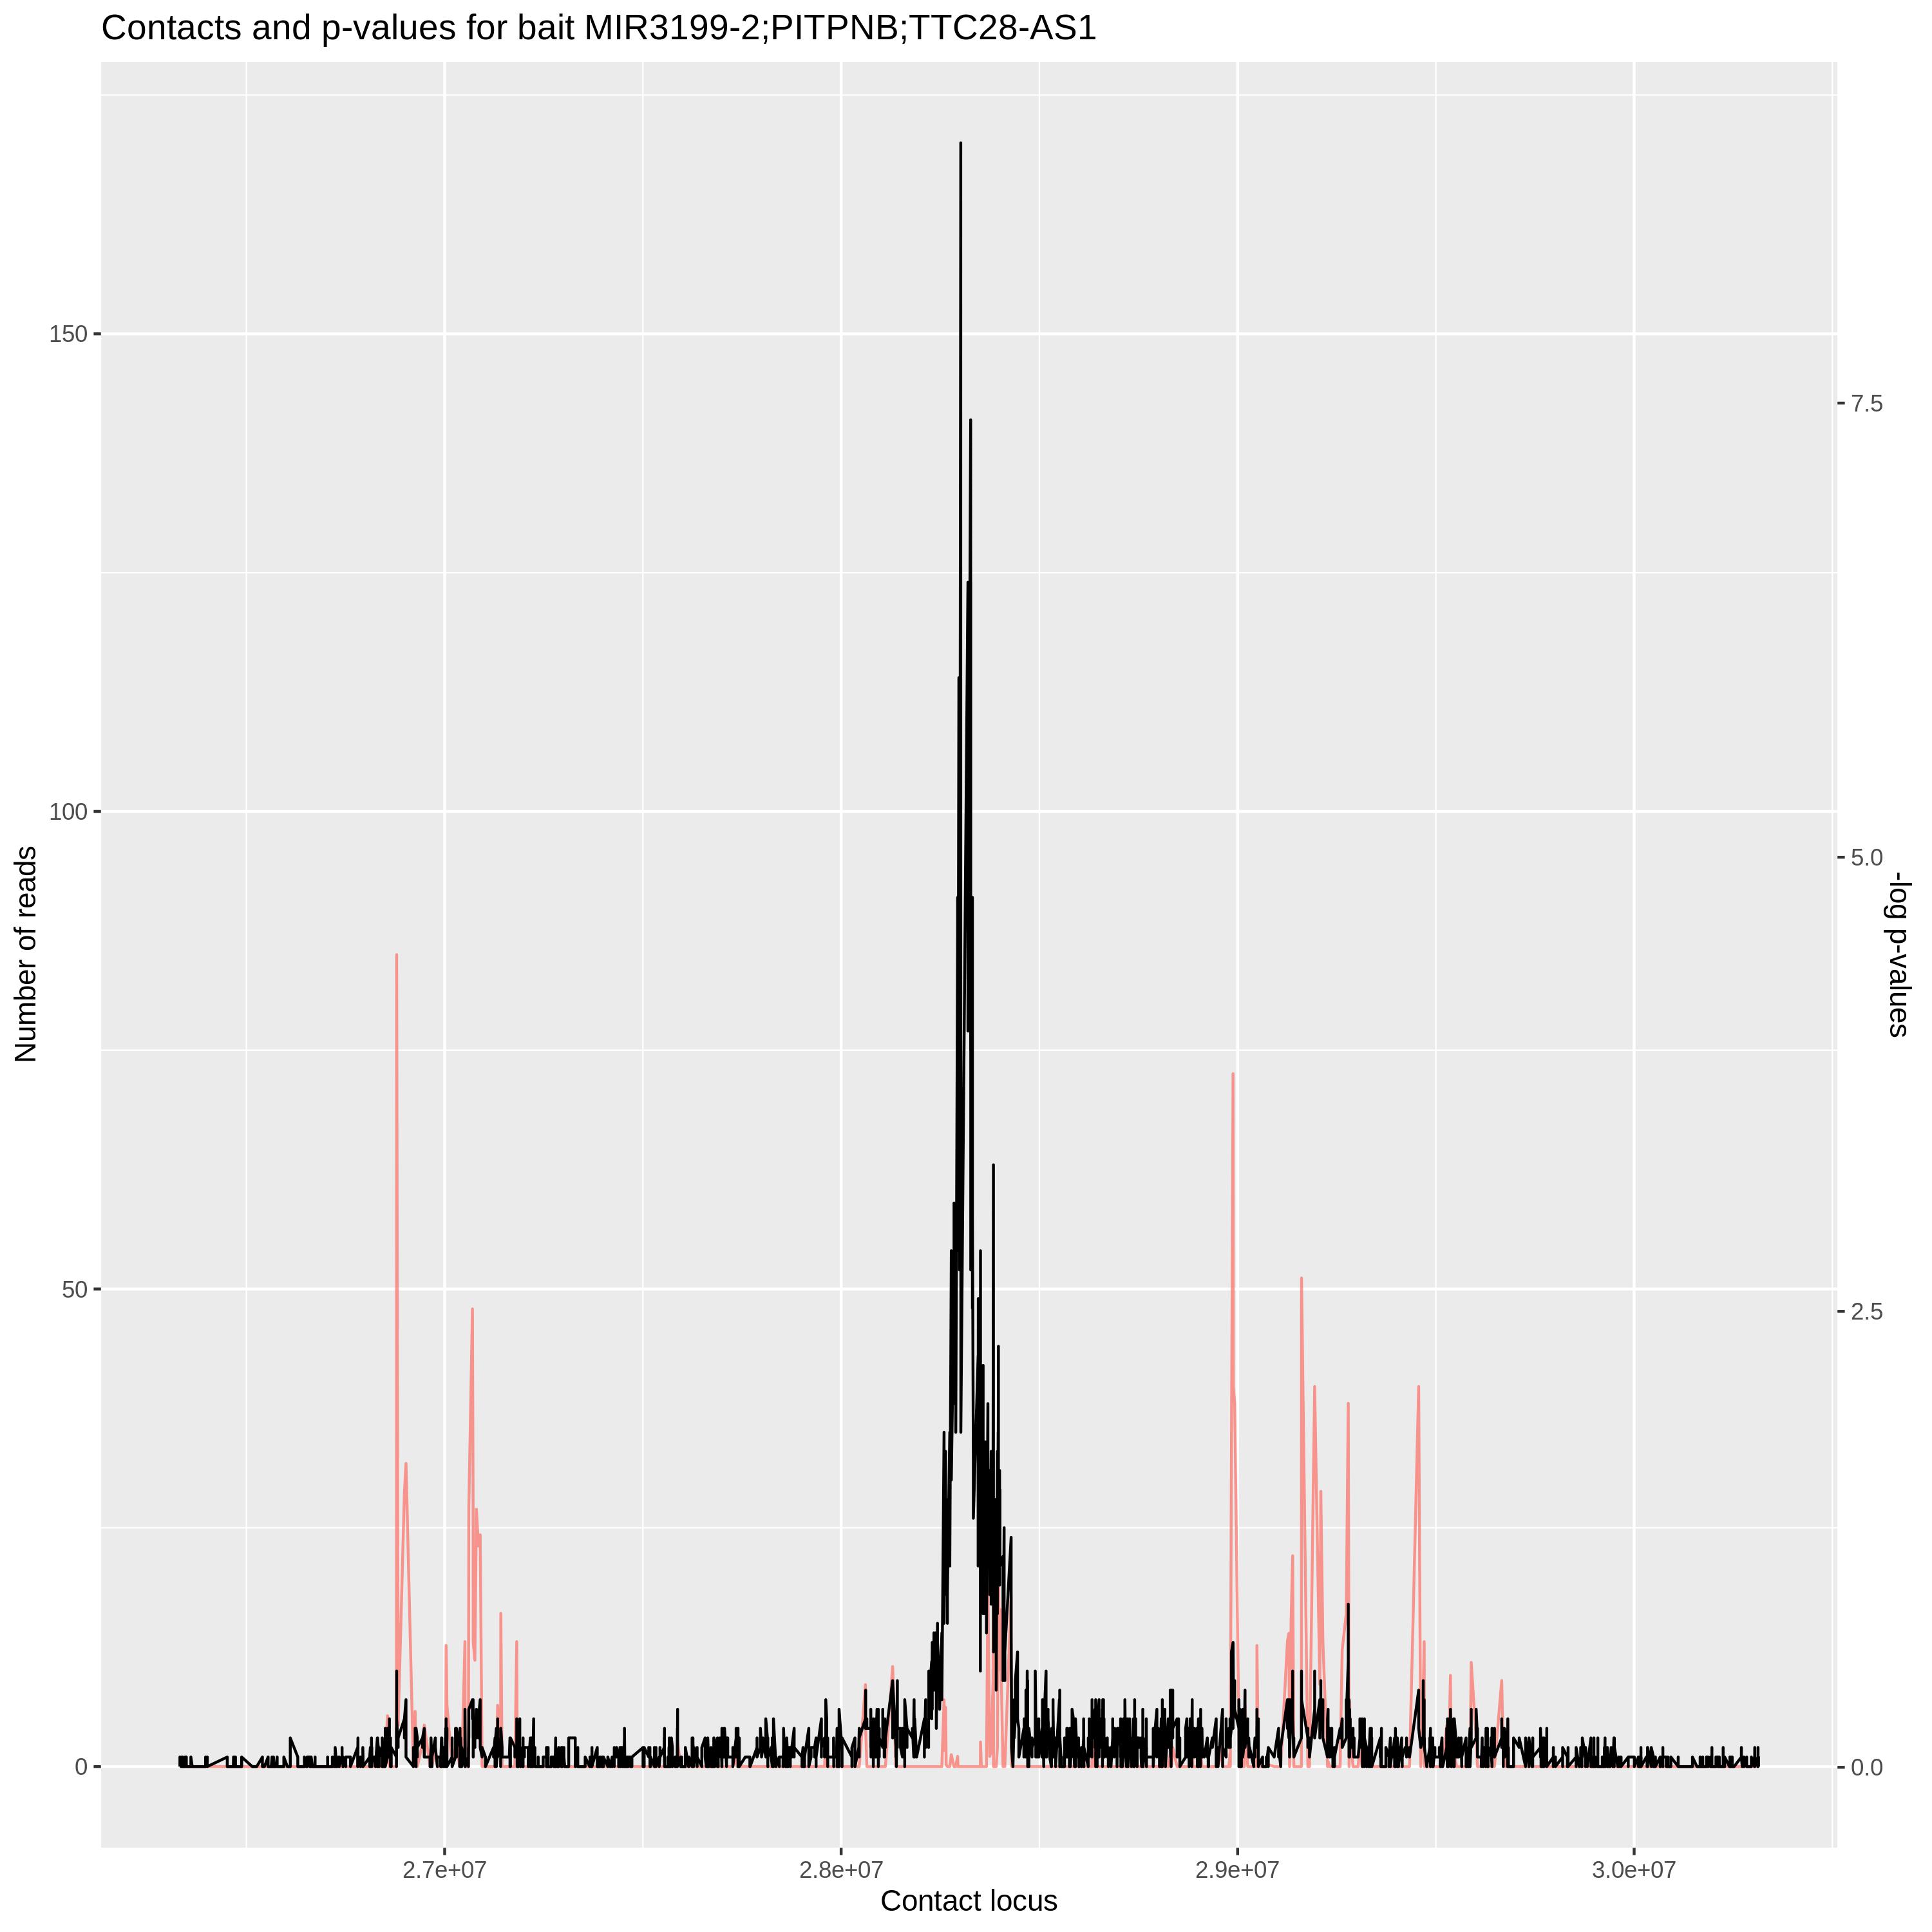 Contacts and p-values for bait MIR3199-2;PITPNB;TTC28-AS1
150
100
50
0
Number of reads
7.5
5.0
2.5
0.0
-log p-values
2.7e+07
2.8e+07
2.9e+07
3.0e+07
Contact locus